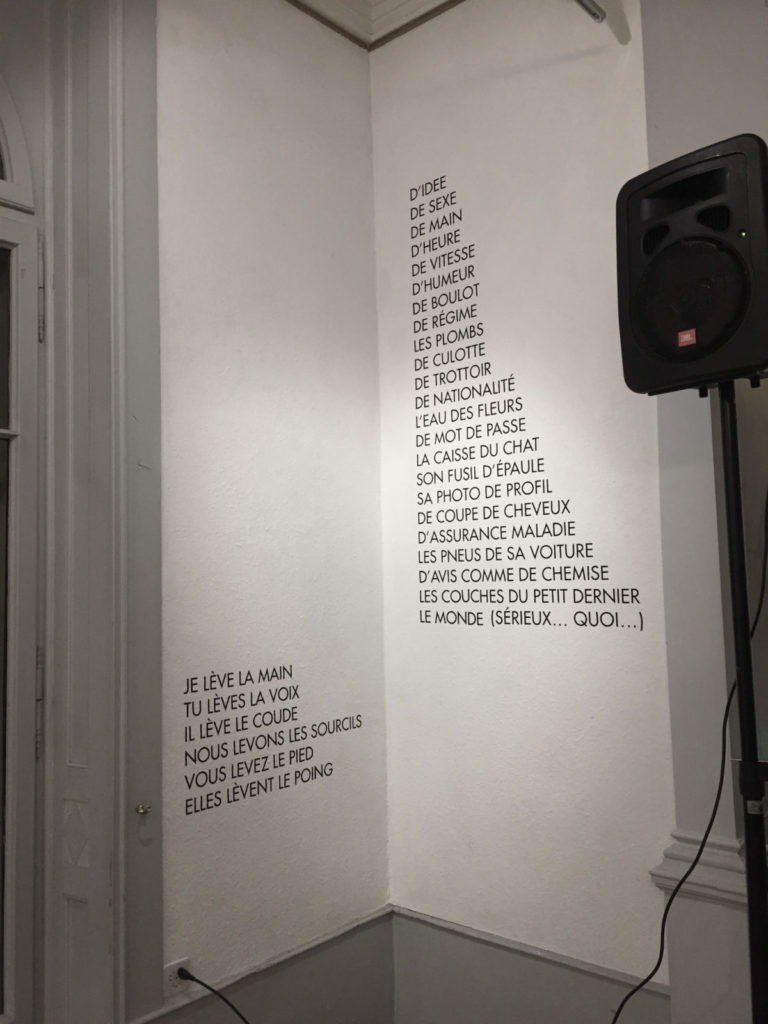 D'IDEE
DE SEXE
DE MAIN
D'HEURE
DE VITESSE
D'HUMEUR
DE BOULOT
DE RÉGIME
LES PLOMBS
DE CULOTTE
DE TROTTOIR
DE NATIONALITÉ
L'EAU DES FLEURS
DE MOT DE PASSE
LA CAISSE DU CHAT
SON FUSIL D'ÉPAULE
SA PHOTO DE PROFIL
DE COUPE DE CHEVEUX
D'ASSURANCE MALADIE
LES PNEUS DE SA VOITURE
D'AVIS COMME DE CHEMISE
LES COUCHES DU PETIT DERNIER
LE MONDE (SÉRIEUX... QUOI...)
JE LÈVE LA MAIN
TU LÈVES LA VOIX
IL LÈVE LE COUDE
NOUS LEVONS LES SOURCILS
VOUS LEVEZ LE PIED
ELLES LÈVENT LE POING
JBL